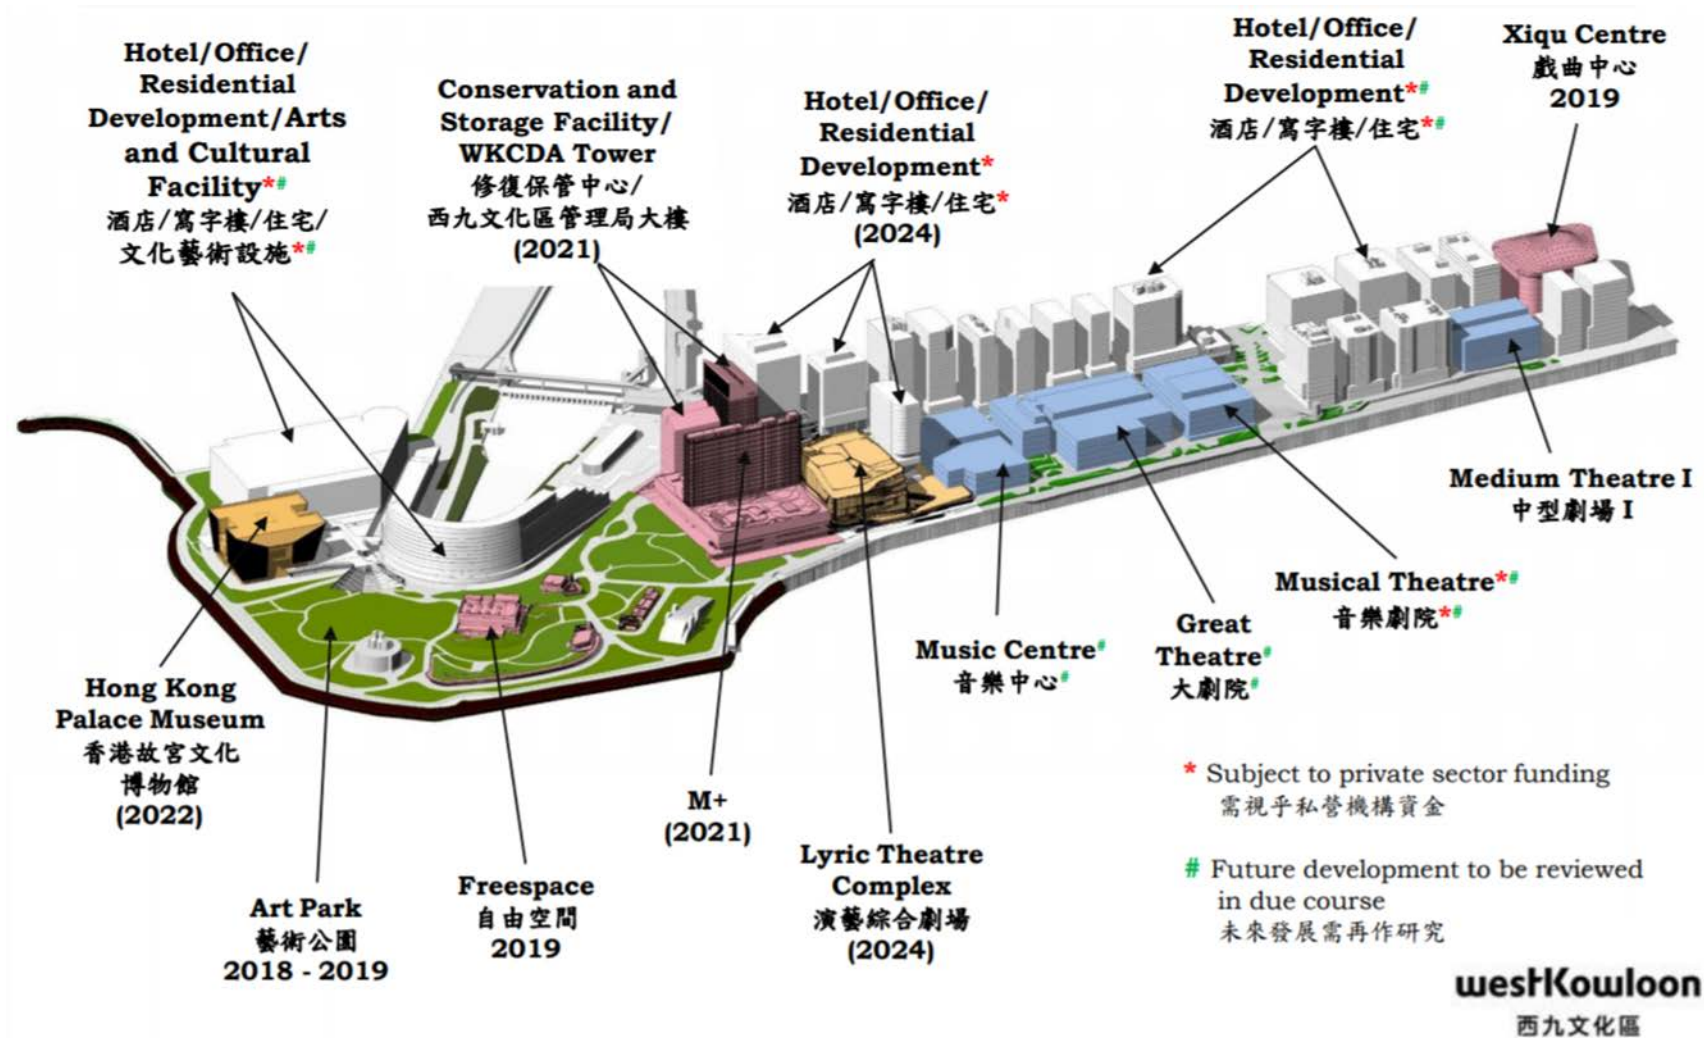 Hotel/Office/
Residential
Development/Arts
and Cultural
Facility*#
酒店/寫字樓/住宅/
文化藝術設施*#
Conservation and
Storage Facility/
WKCDA Tower
修復保管中心/
西九文化區管理局大樓
(2021)
Hotel/Office/
Residential
Development*
酒店/寫字樓/住宅*
(2024)
Hotel/Office/
Residential
Development*#
酒店/寫字樓/住宅*#
Xiqu Centre
戲曲中心
2019
Medium Theatre I
中型劇場 I
Musical Theatre*#
音樂劇院*#
Great
Theatre#
大劇院#
Music Centre#
音樂中心#
Hong Kong
Palace Museum
香港故宮文化
博物館
(2022)
Art Park
藝術公園
2018 - 2019
Freespace
自由空間
2019
M+
(2021)
Lyric Theatre
Complex
演藝綜合劇場
(2024)
* Subject to private sector funding
需視乎私營機構資金
# Future development to be reviewed
in due course
未來發展需再作研究
westKowloon
西九文化區